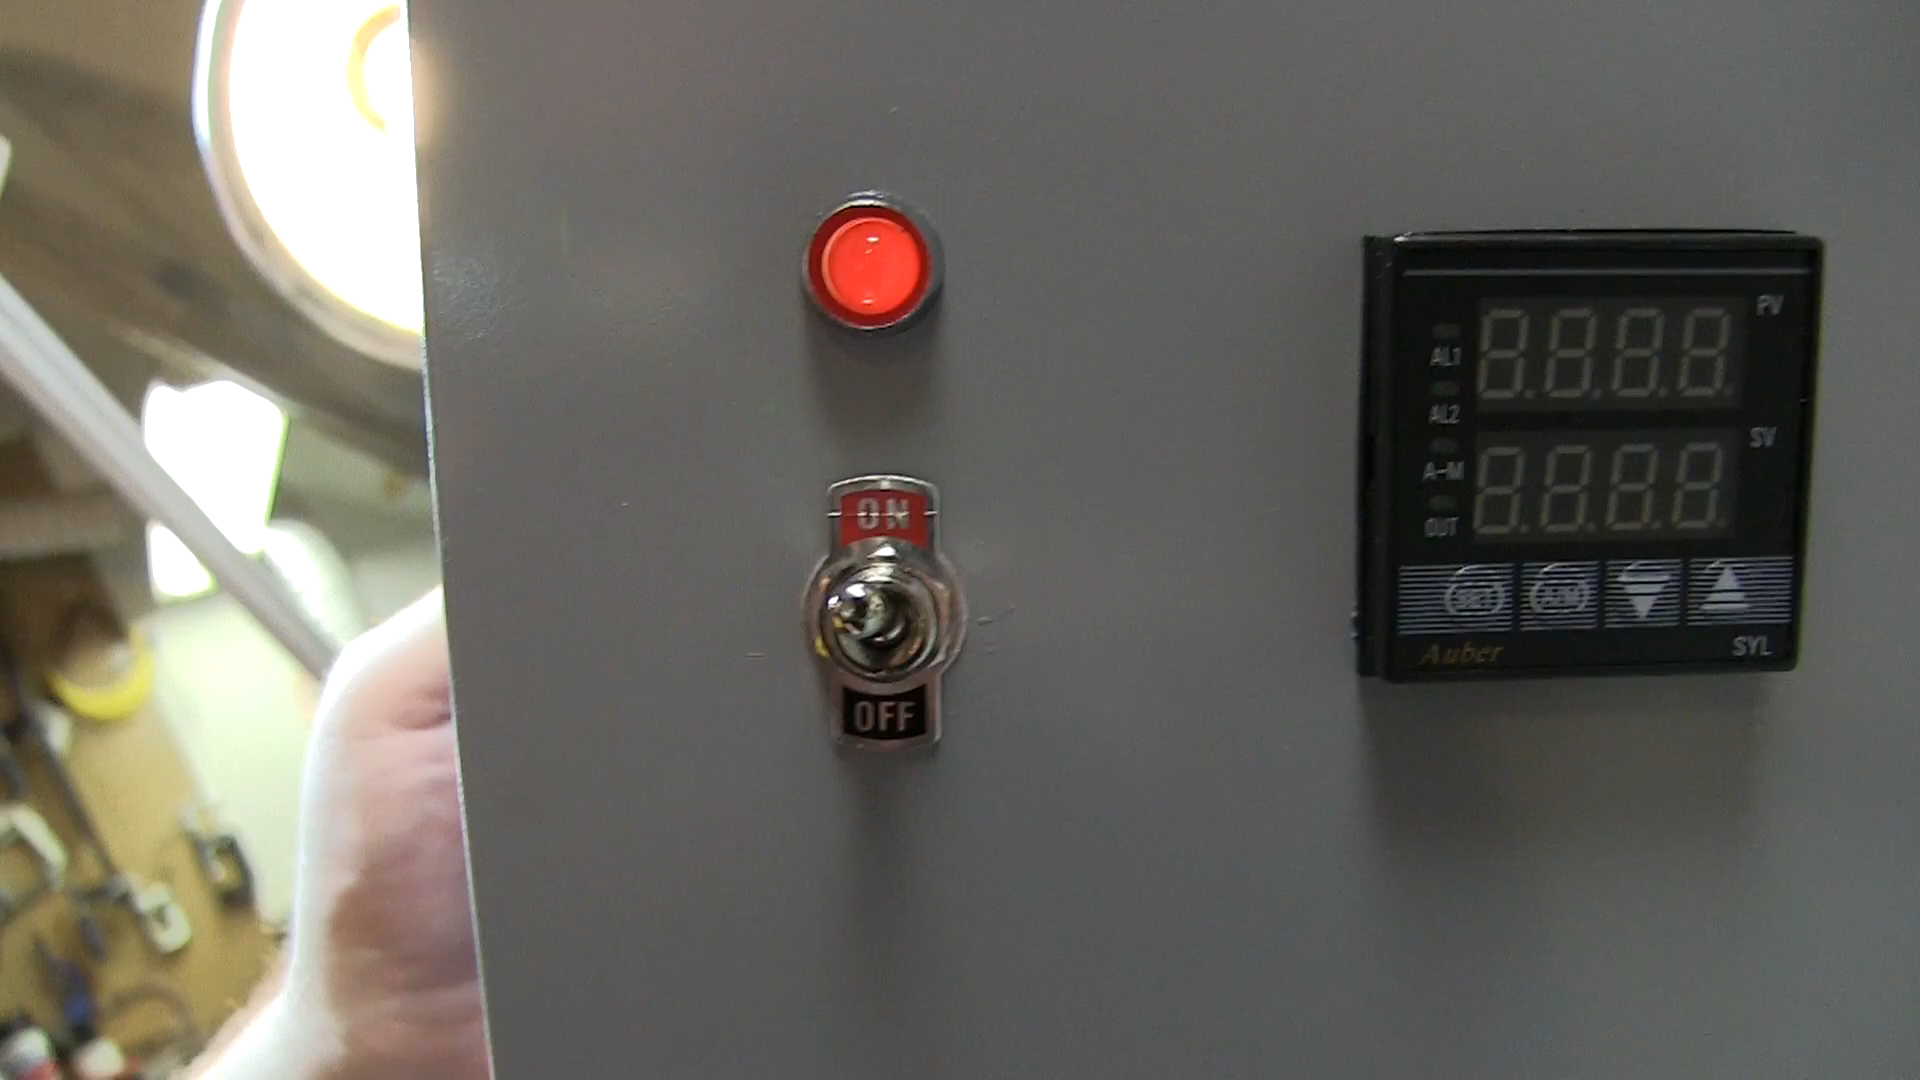 ON
OFF
PV
AL1
AL2
SV
A-M
OUT
SET
A/M
Auber
SYL